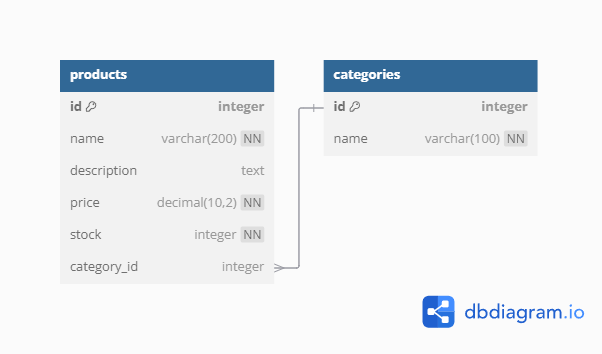 products
id integer
name varchar(200) NN
description text
price decimal(10,2) NN
stock integer NN
category_id integer
categories
id integer
name varchar(100) NN
dbdiagram.io